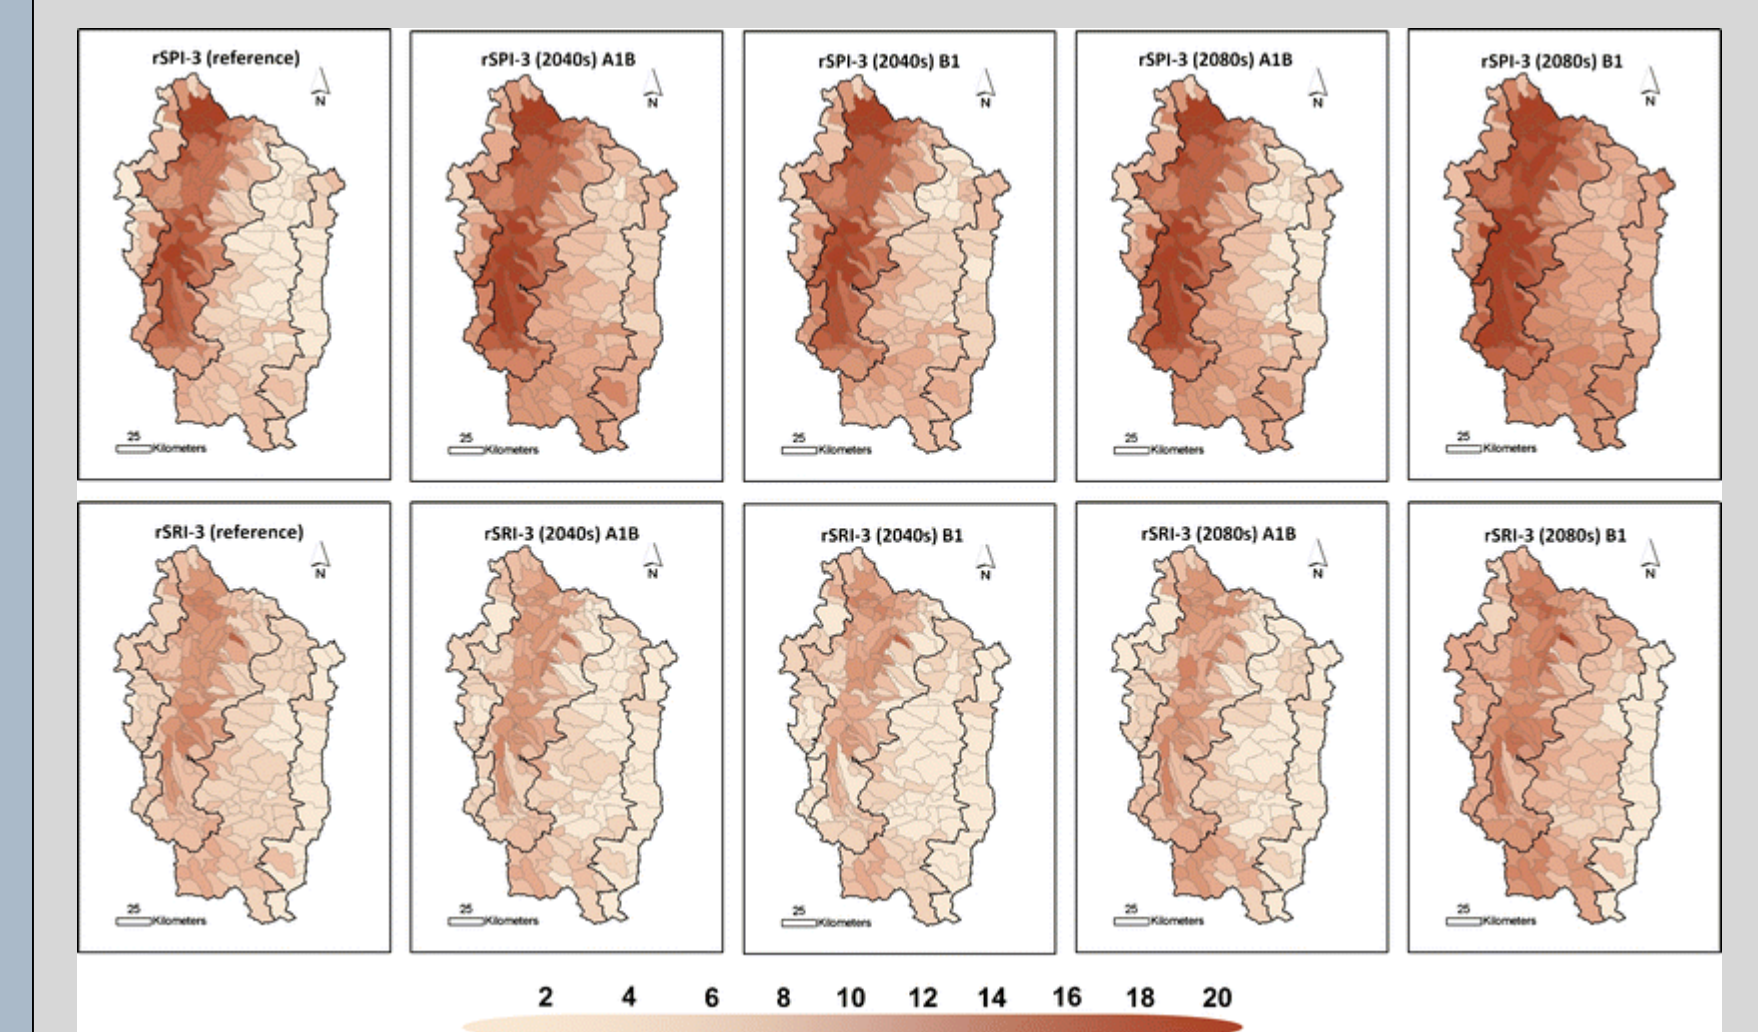 rSPI-3 (reference)
N
25
Kilometers
rSPI-3 (2040s) A1B
N
25
Kilometers
rSPI-3 (2040s) B1
N
25
Kilometers
rSPI-3 (2080s) A1B
N
25
Kilometers
rSPI-3 (2080s) B1
N
25
Kilometers
rSRI-3 (reference)
N
25
Kilometers
rSRI-3 (2040s) A1B
N
25
Kilometers
rSRI-3 (2040s) B1
N
25
Kilometers
rSRI-3 (2080s) A1B
N
25
Kilometers
rSRI-3 (2080s) B1
N
25
Kilometers
2 4 6 8 10 12 14 16 18 20